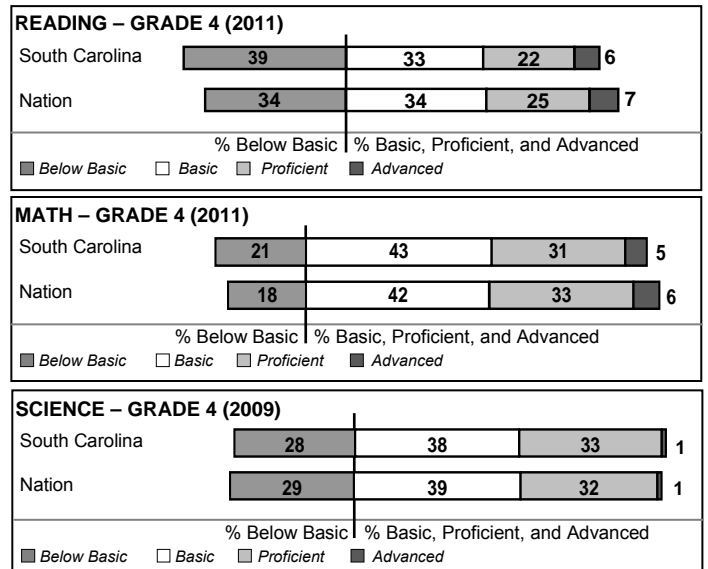 READING – GRADE 4 (2011)
South Carolina 39 33 22 6
Nation 34 34 25 7
% Below Basic % Basic, Proficient, and Advanced
Below Basic Basic Proficient Advanced
MATH – GRADE 4 (2011)
South Carolina 21 43 31 5
Nation 18 42 33 6
% Below Basic % Basic, Proficient, and Advanced
Below Basic Basic Proficient Advanced
SCIENCE – GRADE 4 (2009)
South Carolina 28 38 33 1
Nation 29 39 32 1
% Below Basic % Basic, Proficient, and Advanced
Below Basic Basic Proficient Advanced